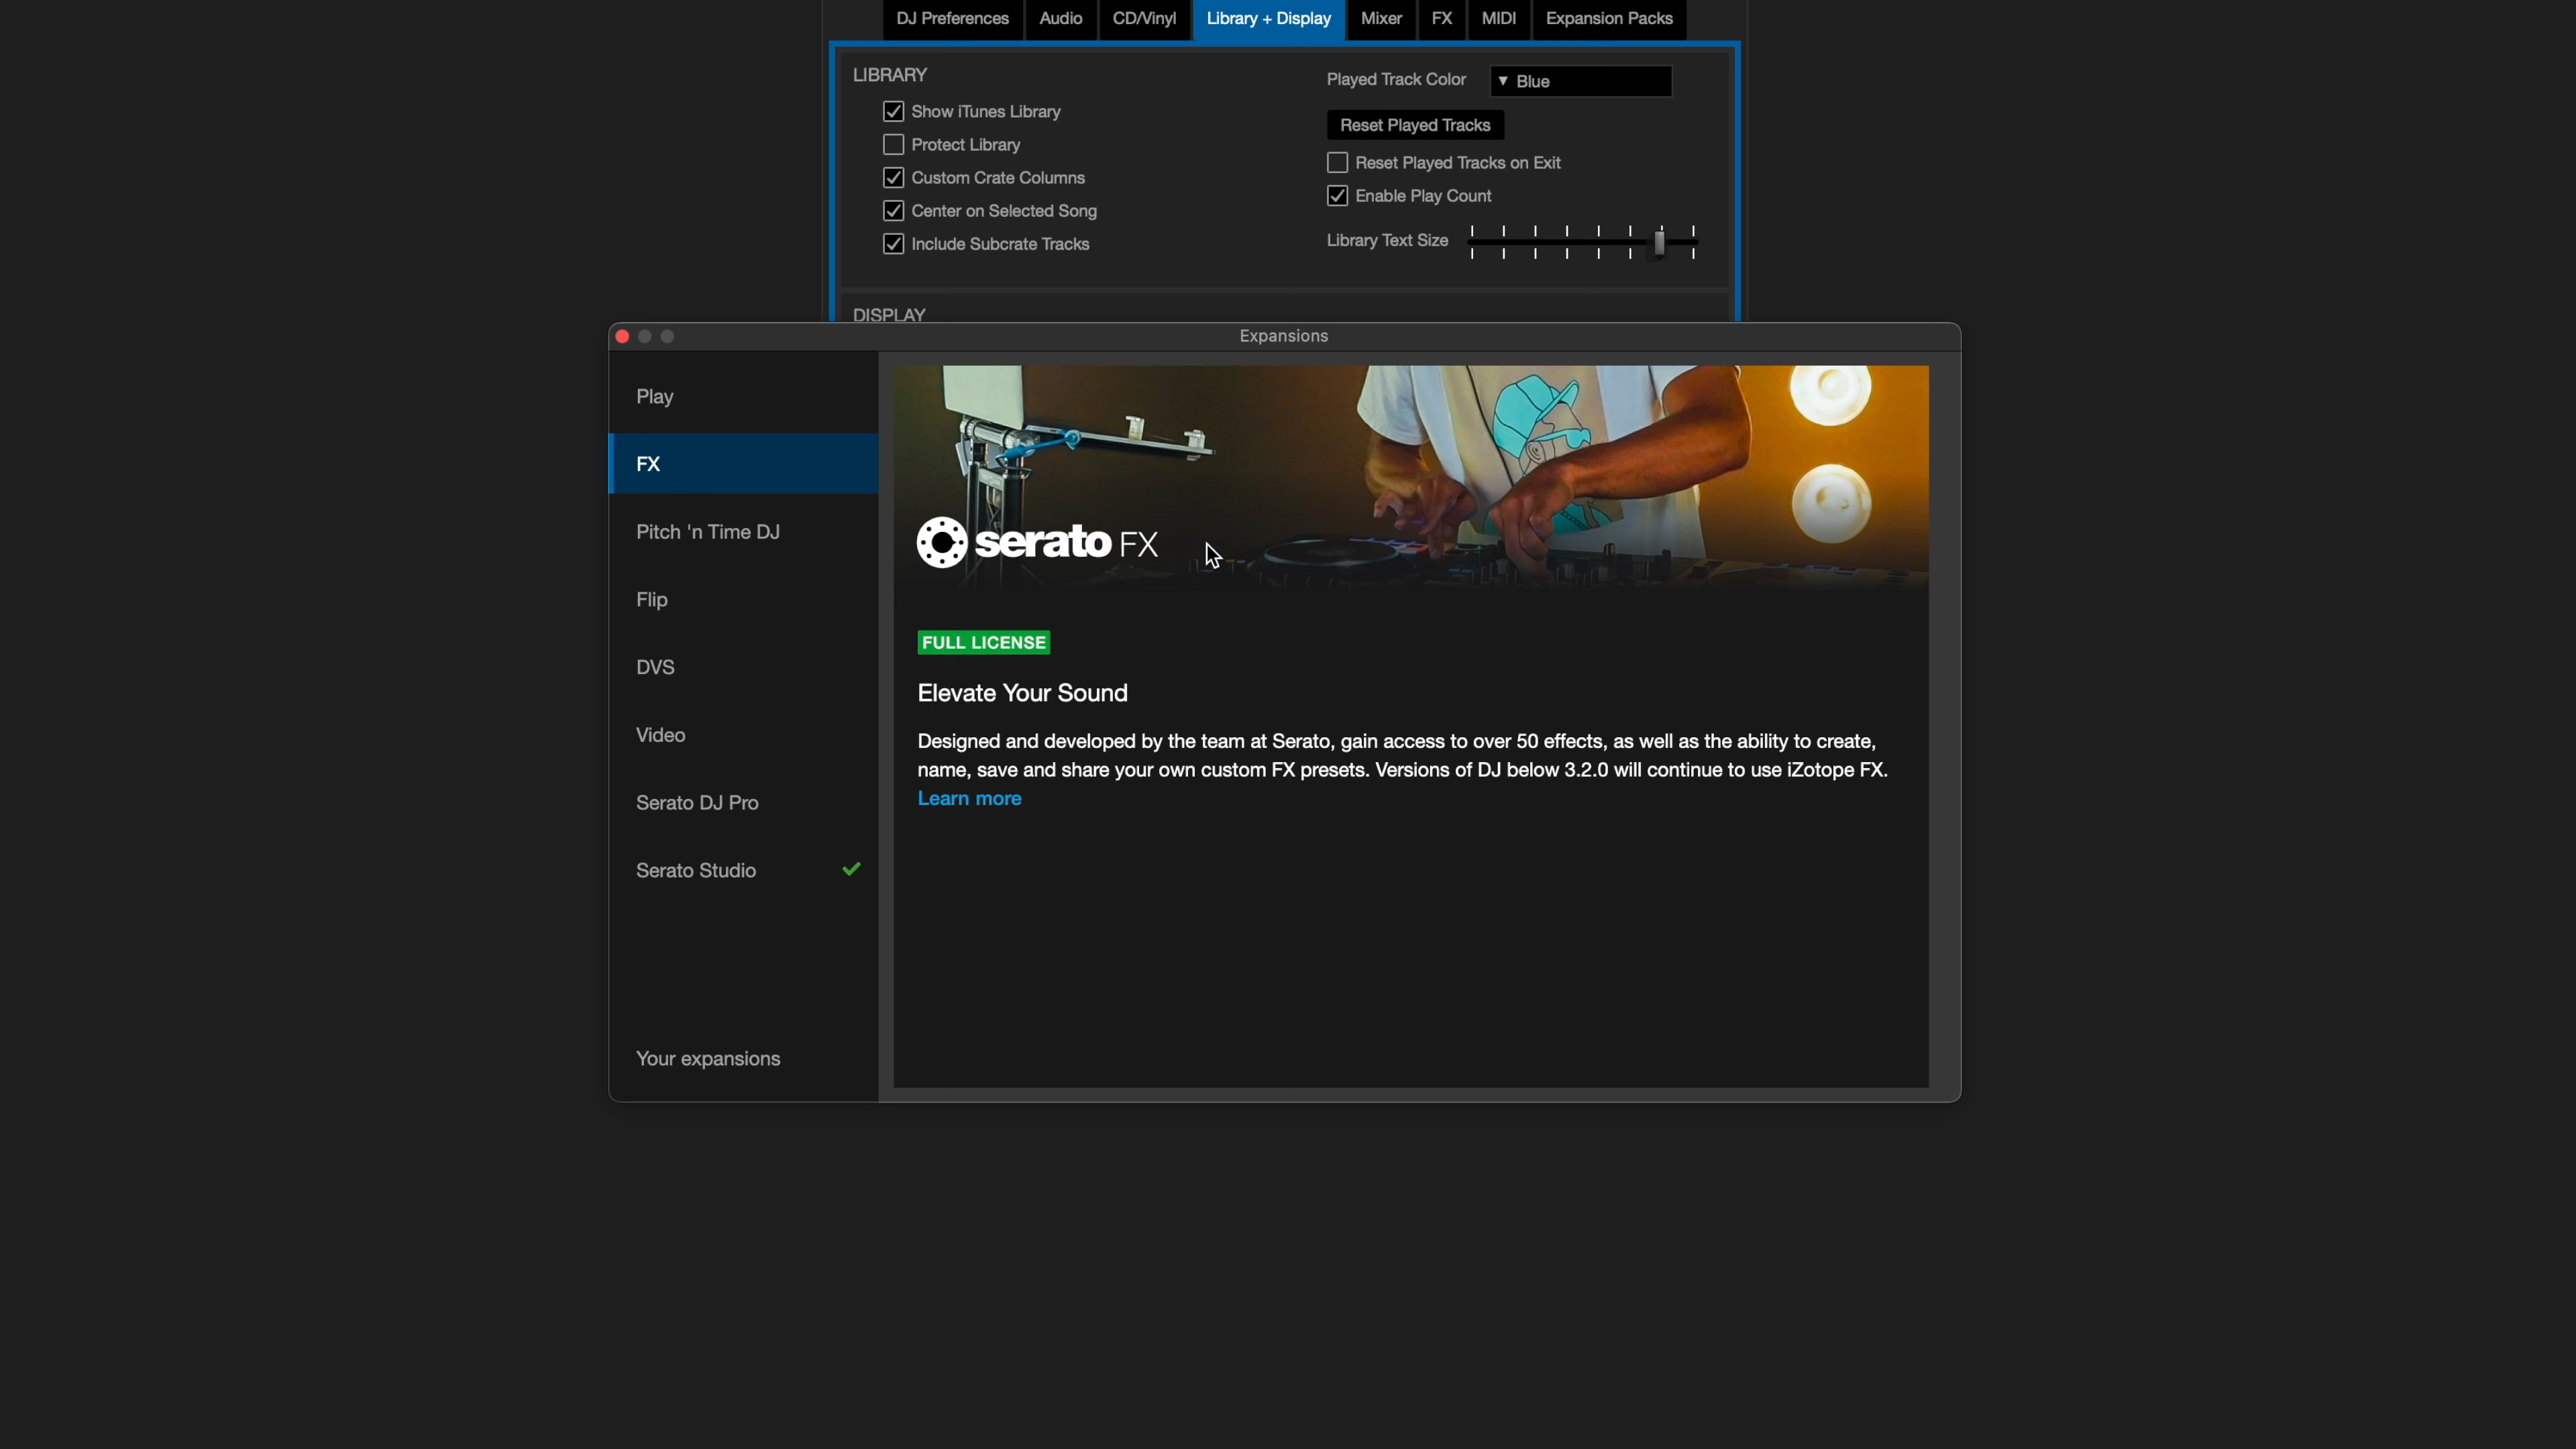 DJ Preferences Audio CD/Vinyl Library + Display Mixer FX MIDI Expansion Packs
LIBRARY
Show iTunes Library
Protect Library
Custom Crate Columns
Center on Selected Song
Include Subcrate Tracks
Played Track Color ▼ Blue
Reset Played Tracks
Reset Played Tracks on Exit
Enable Play Count
Library Text Size
DISPLAY
Expansions
Play
FX
Pitch 'n Time DJ
Flip
DVS
Video
Serato DJ Pro
Serato Studio
Your expansions
serato FX
FULL LICENSE
Elevate Your Sound
Designed and developed by the team at Serato, gain access to over 50 effects, as well as the ability to create,
name, save and share your own custom FX presets. Versions of DJ below 3.2.0 will continue to use iZotope FX.
Learn more